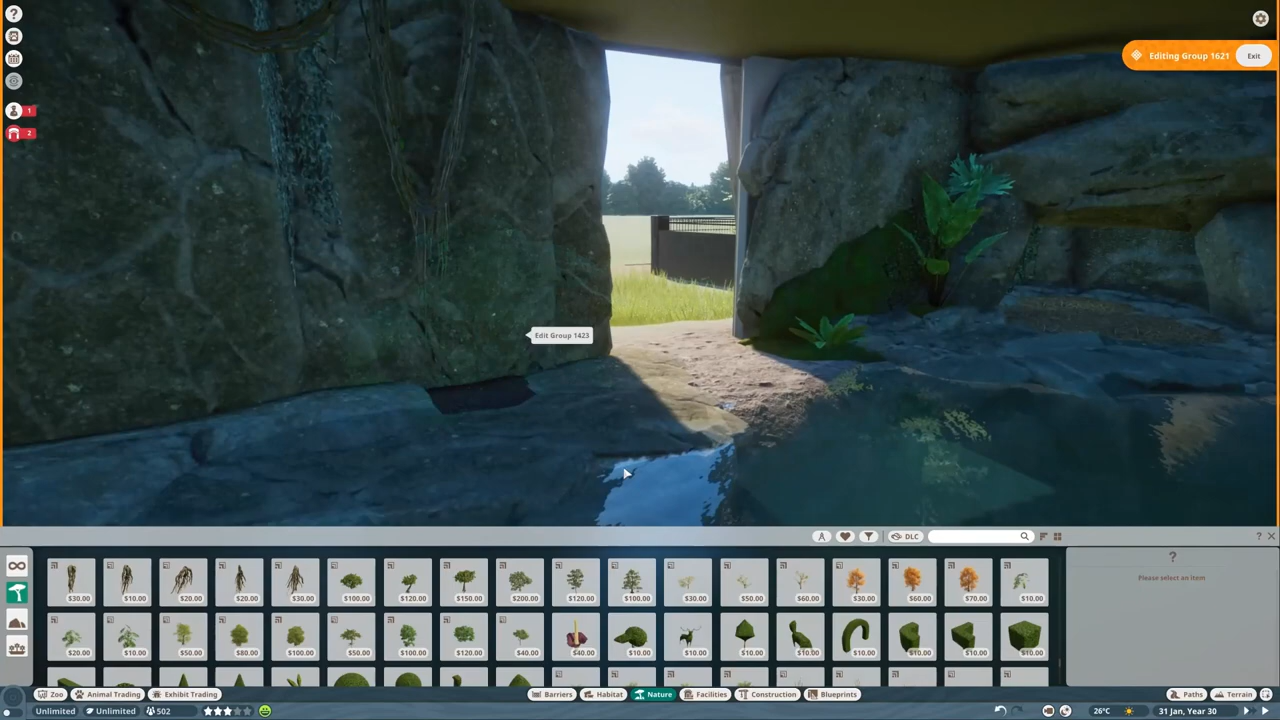 ?
Editing Group 1621
Exit
1
2
Edit Group 1423
DLC
? ×
$30.00 $10.00 $20.00 $20.00 $30.00 $100.00 $120.00 $150.00 $200.00 $120.00 $100.00 $30.00 $50.00 $60.00 $30.00 $60.00 $70.00 $10.00
?
Please select an item
$20.00 $10.00 $50.00 $80.00 $100.00 $50.00 $100.00 $120.00 $40.00 $40.00 $10.00 $10.00 $10.00 $10.00 $10.00 $10.00 $10.00 $10.00
Zoo Animal Trading Exhibit Trading Barriers Habitat Nature Facilities Construction Blueprints Paths Terrain
Unlimited Unlimited 502 26°C 31 Jan, Year 30